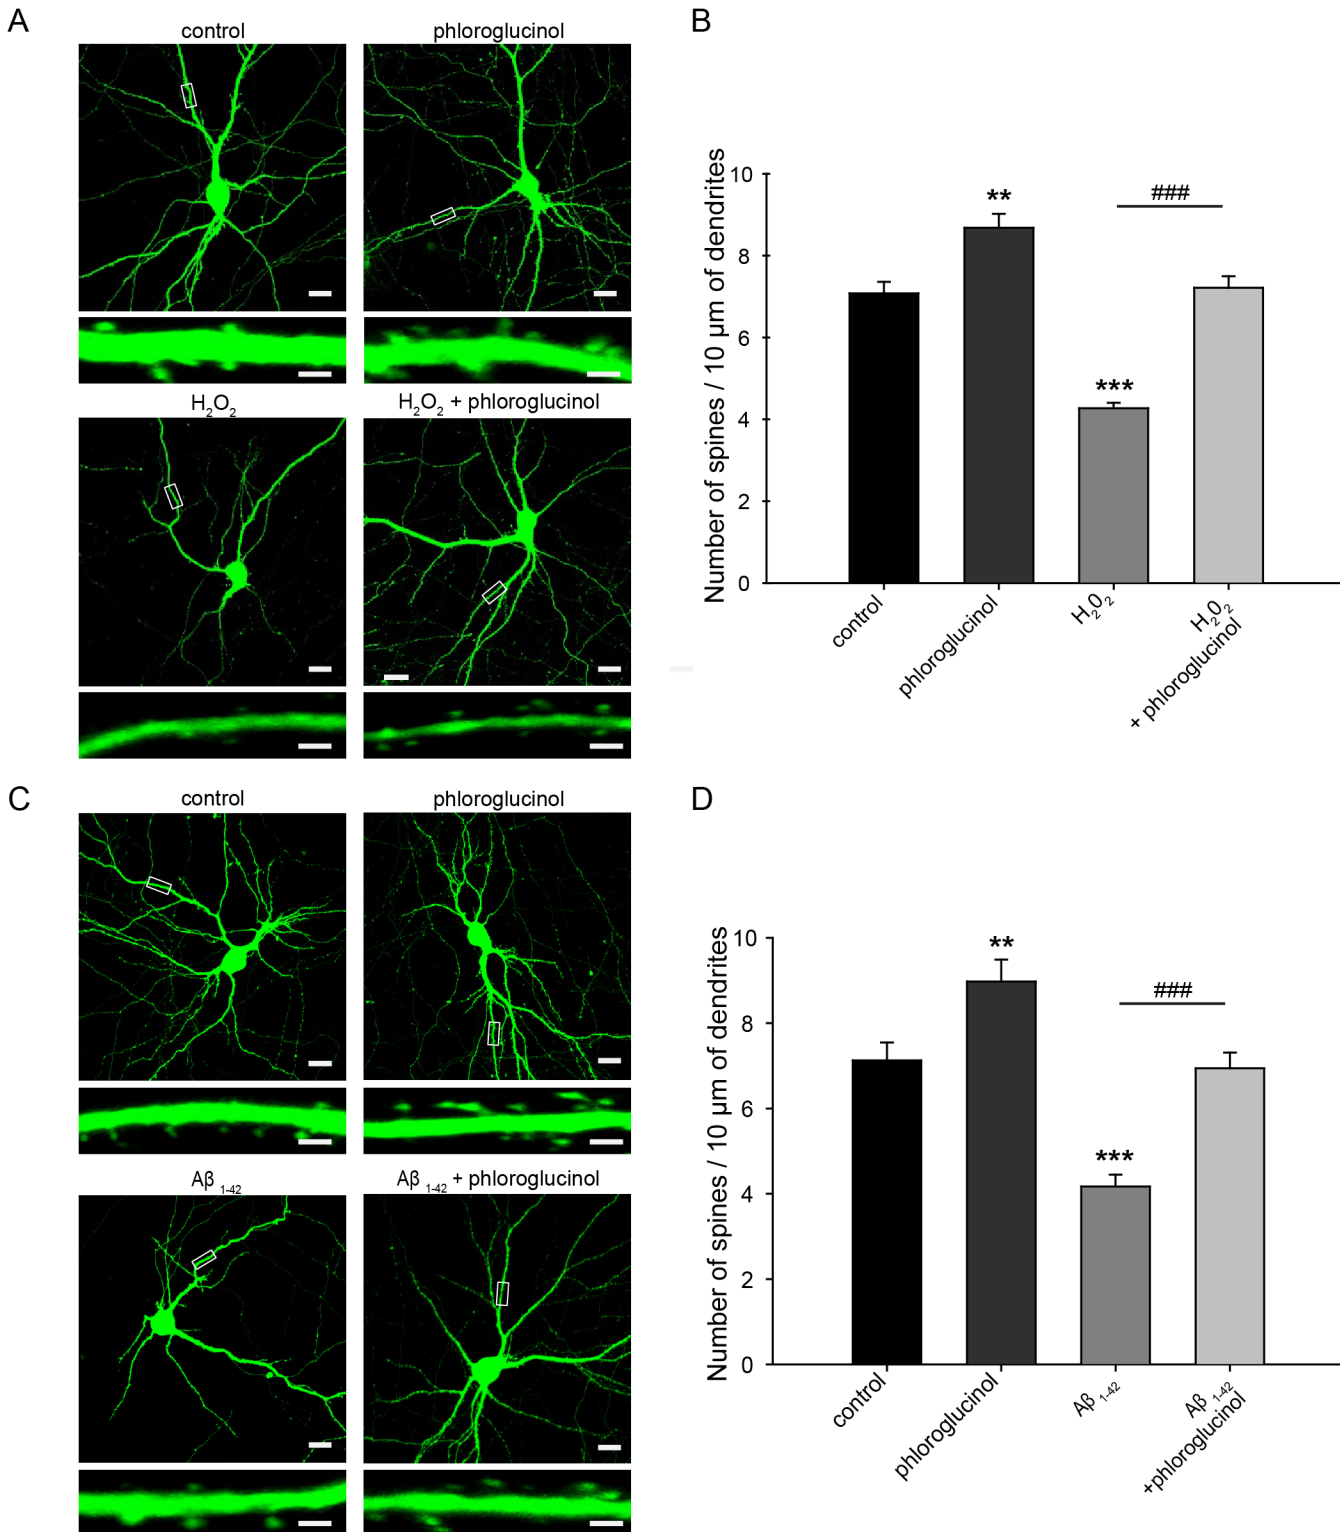 A
control
phloroglucinol
H2O2
H2O2 + phloroglucinol
B
Number of spines / 10 µm of dendrites
10
8
6
4
2
0
**
***
###
control
phloroglucinol
H202
H202
+ phloroglucinol
C
control
phloroglucinol
Aβ 1-42
Aβ 1-42 + phloroglucinol
D
Number of spines / 10 µm of dendrites
10
8
6
4
2
0
**
***
###
control
phloroglucinol
Aβ 1-42
Aβ 1-42
+phloroglucinol